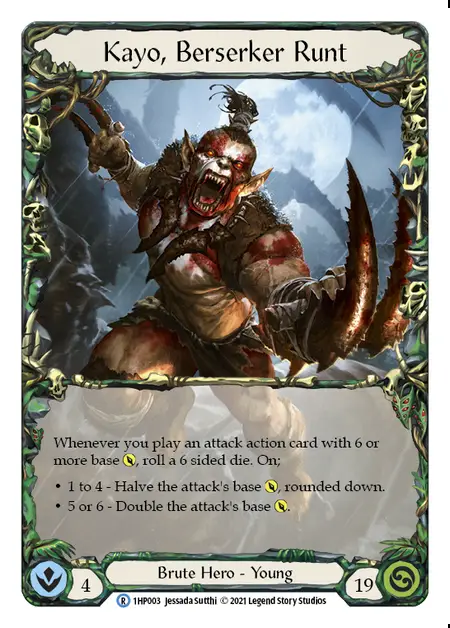 Kayo, Berserker Runt
Whenever you play an attack action card with 6 or
more base , roll a 6 sided die. On;
• 1 to 4 - Halve the attack's base , rounded down.
• 5 or 6 - Double the attack's base .
4
Brute Hero - Young
19
R 1HP003 Jessada Sutthi © 2021 Legend Story Studios